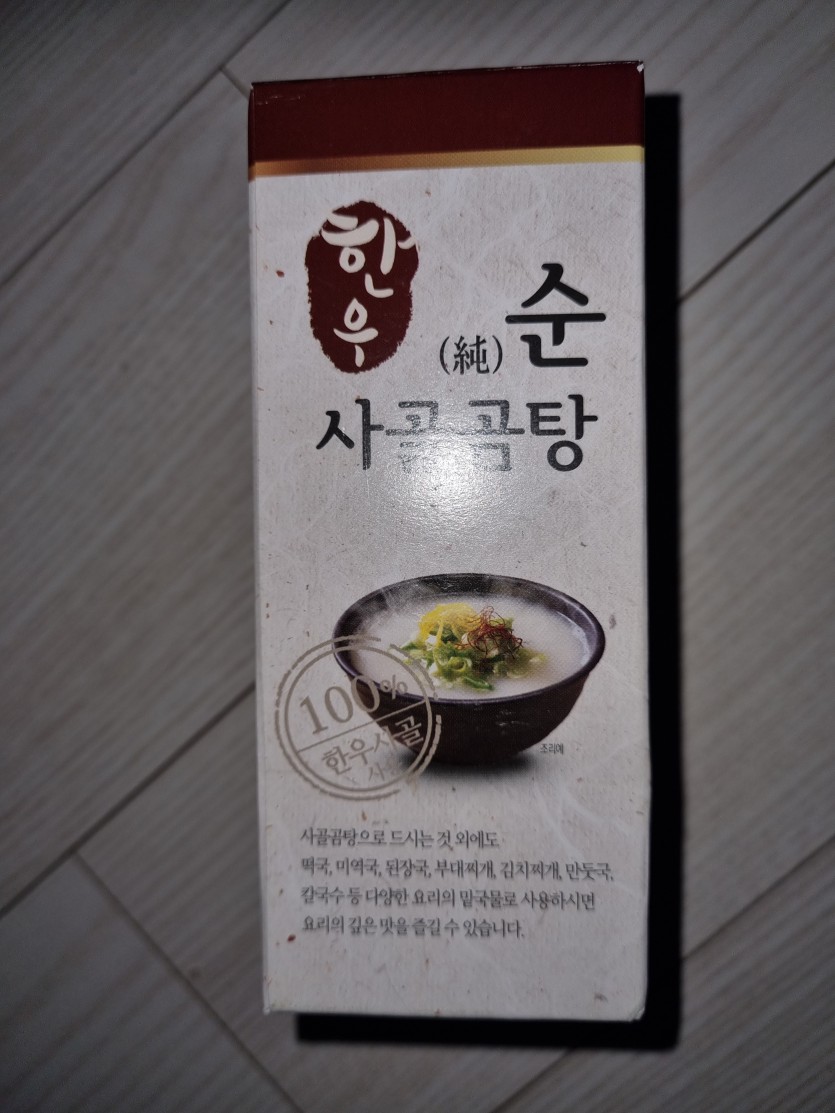 한우
(純) 순
사골곰탕
100%
한우사골
조리예
사골곰탕으로 드시는 것 외에도
떡국, 미역국, 된장국, 부대찌개, 김치찌개, 만둣국,
칼국수 등 다양한 요리의 밑국물로 사용하시면
요리의 깊은 맛을 즐길 수 있습니다.